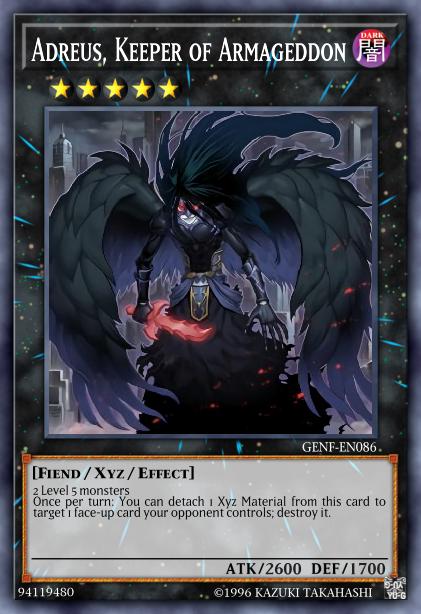 ADREUS, KEEPER OF ARMAGEDDON
DARK
闇
GENF-EN086
[FIEND / XYZ / EFFECT]
2 Level 5 monsters
Once per turn: You can detach 1 Xyz Material from this card to
target 1 face-up card your opponent controls; destroy it.
ATK/2600 DEF/1700
94119480
©1996 KAZUKI TAKAHASHI